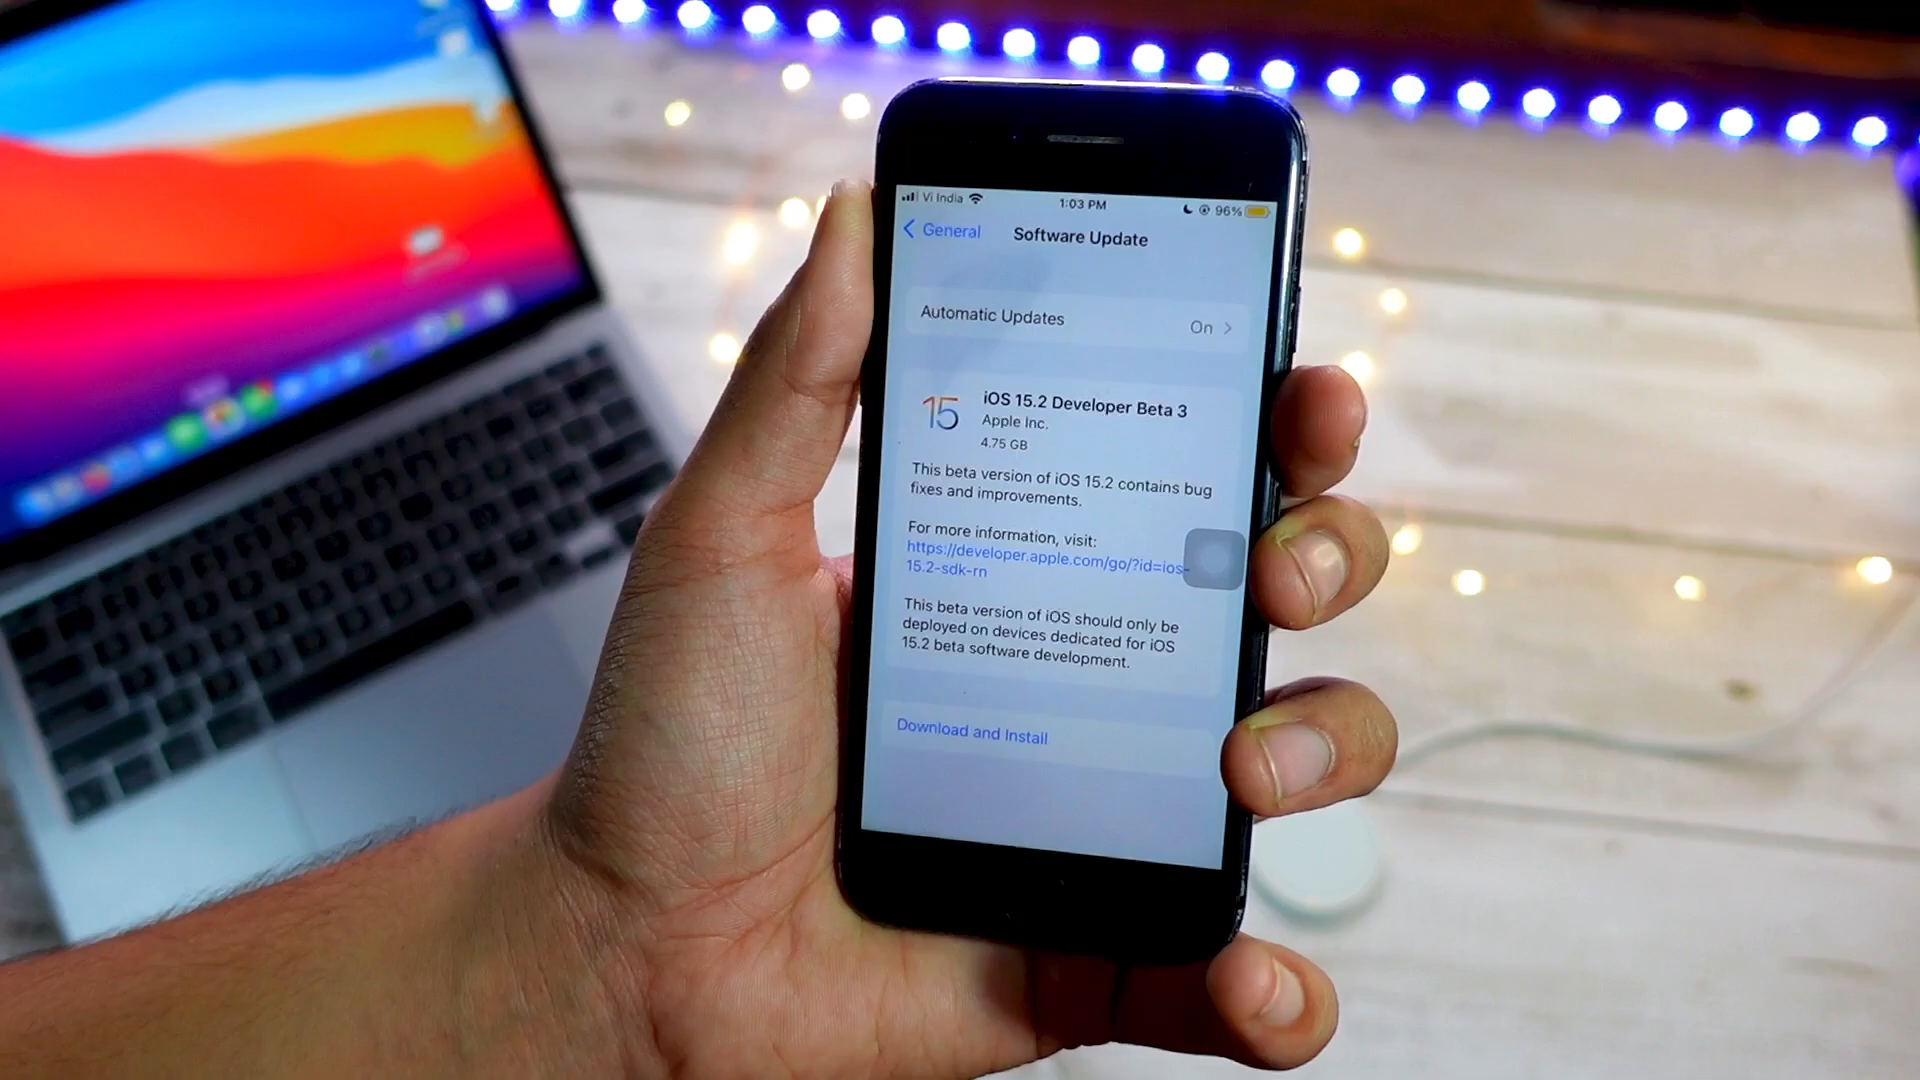 Vi India 1:03 PM 96%
General Software Update
Automatic Updates On
15 iOS 15.2 Developer Beta 3
Apple Inc.
4.75 GB
This beta version of iOS 15.2 contains bug
fixes and improvements.
For more information, visit:
https://developer.apple.com/go/?id=ios-
15.2-sdk-rn
This beta version of iOS should only be
deployed on devices dedicated for iOS
15.2 beta software development.
Download and Install